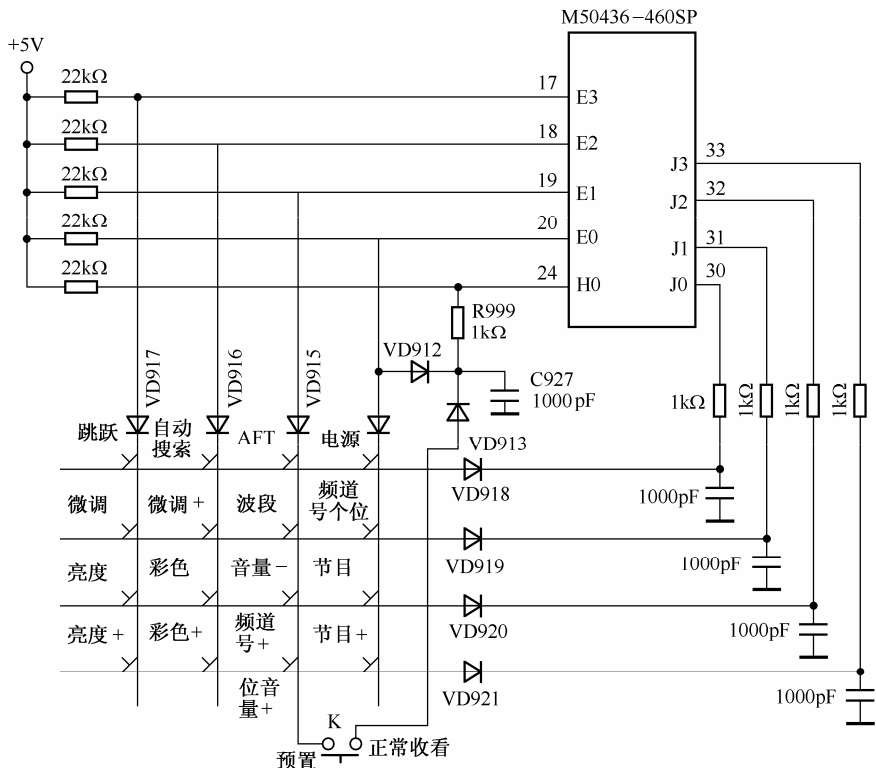 M50436-460SP
+5V
22kΩ
17
E3
22kΩ
18
E2
22kΩ
19
E1
22kΩ
20
E0
22kΩ
24
H0
J3
33
J2
32
J1
31
J0
30
R999
1kΩ
VD912
C927
1000pF
VD917
VD916
VD915
1kΩ
1kΩ
1kΩ
1kΩ
跳跃
自动
搜索
AFT
电源
VD913
VD918
1000pF
微调
微调+
波段
频道
号个位
VD919
1000pF
亮度
彩色
音量-
节目
VD920
1000pF
亮度+
彩色+
频道
号+
节目+
VD921
1000pF
位音
量+
K
预置
正常收看